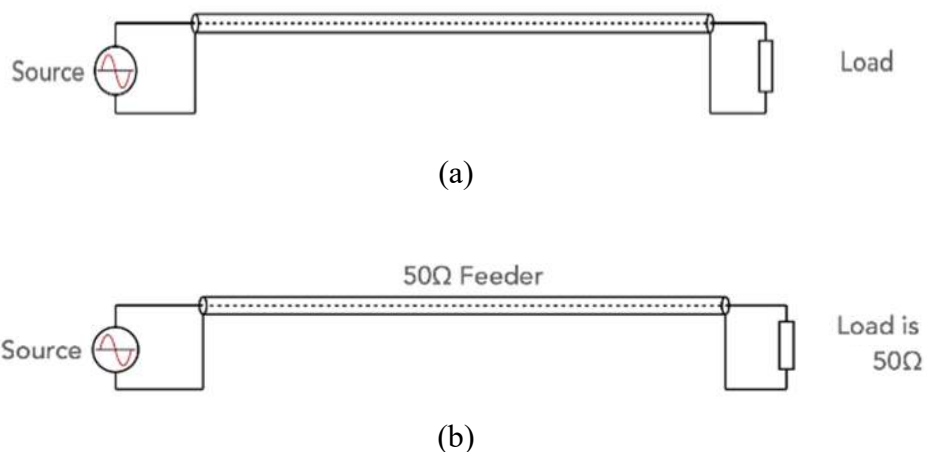 Source
Load
(a)
50Ω Feeder
Source
Load is
50Ω
(b)